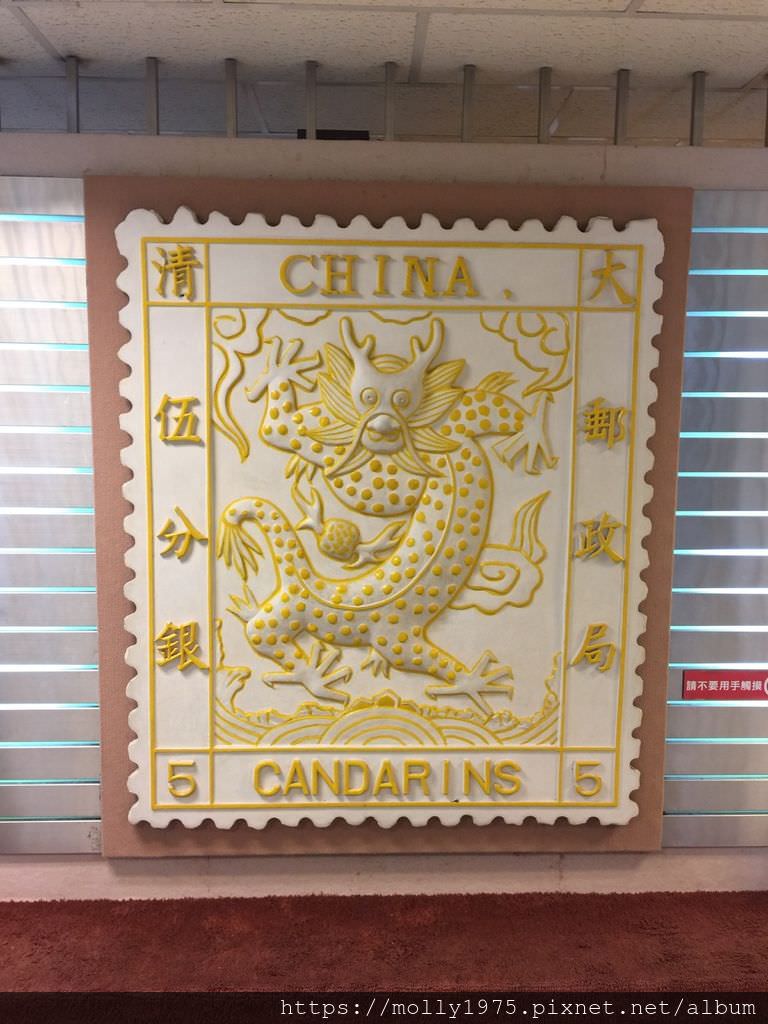 大
清
CHINA.
郵政局
伍分銀
5 CANDARINS 5
請不要用手觸摸
https://molly1975.pixnet.net/album